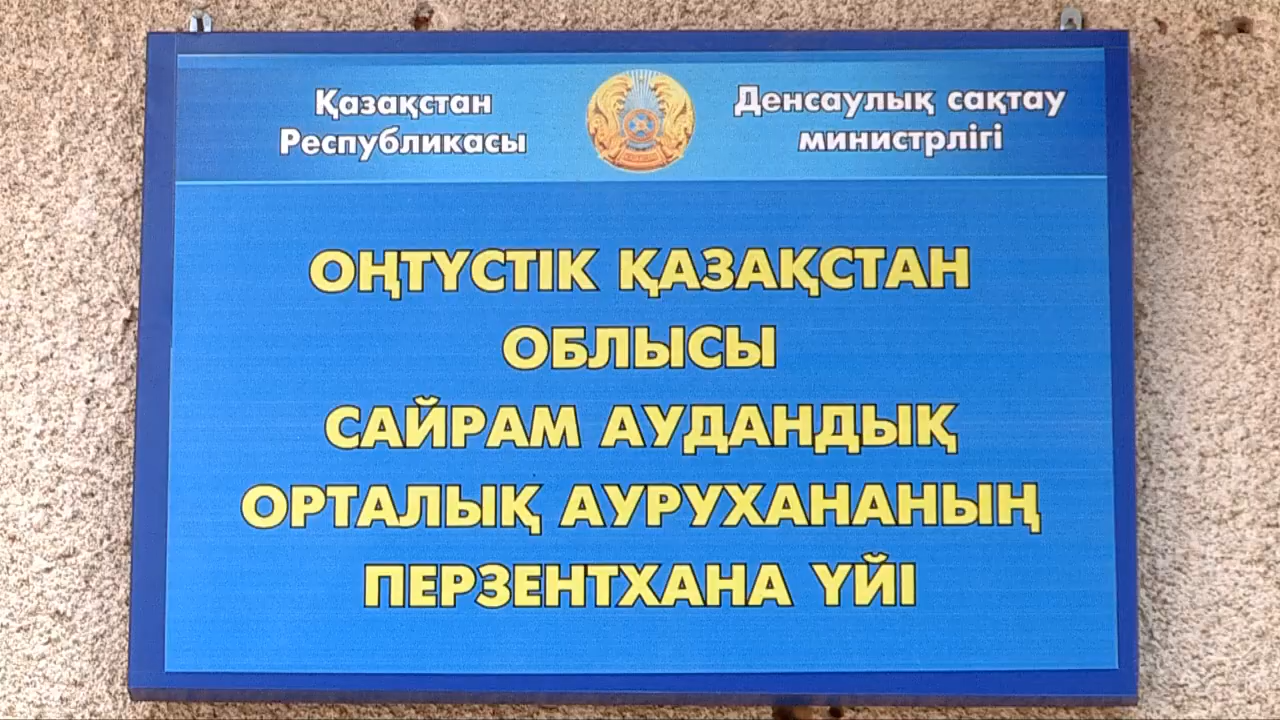 Қазақстан
Республикасы
Денсаулық сақтау
министрлігі
ОҢТҮСТІК ҚАЗАҚСТАН
ОБЛЫСЫ
САЙРАМ АУДАНДЫҚ
ОРТАЛЫҚ АУРУХАНАНЫҢ
ПЕРЗЕНТХАНА ҮЙІ